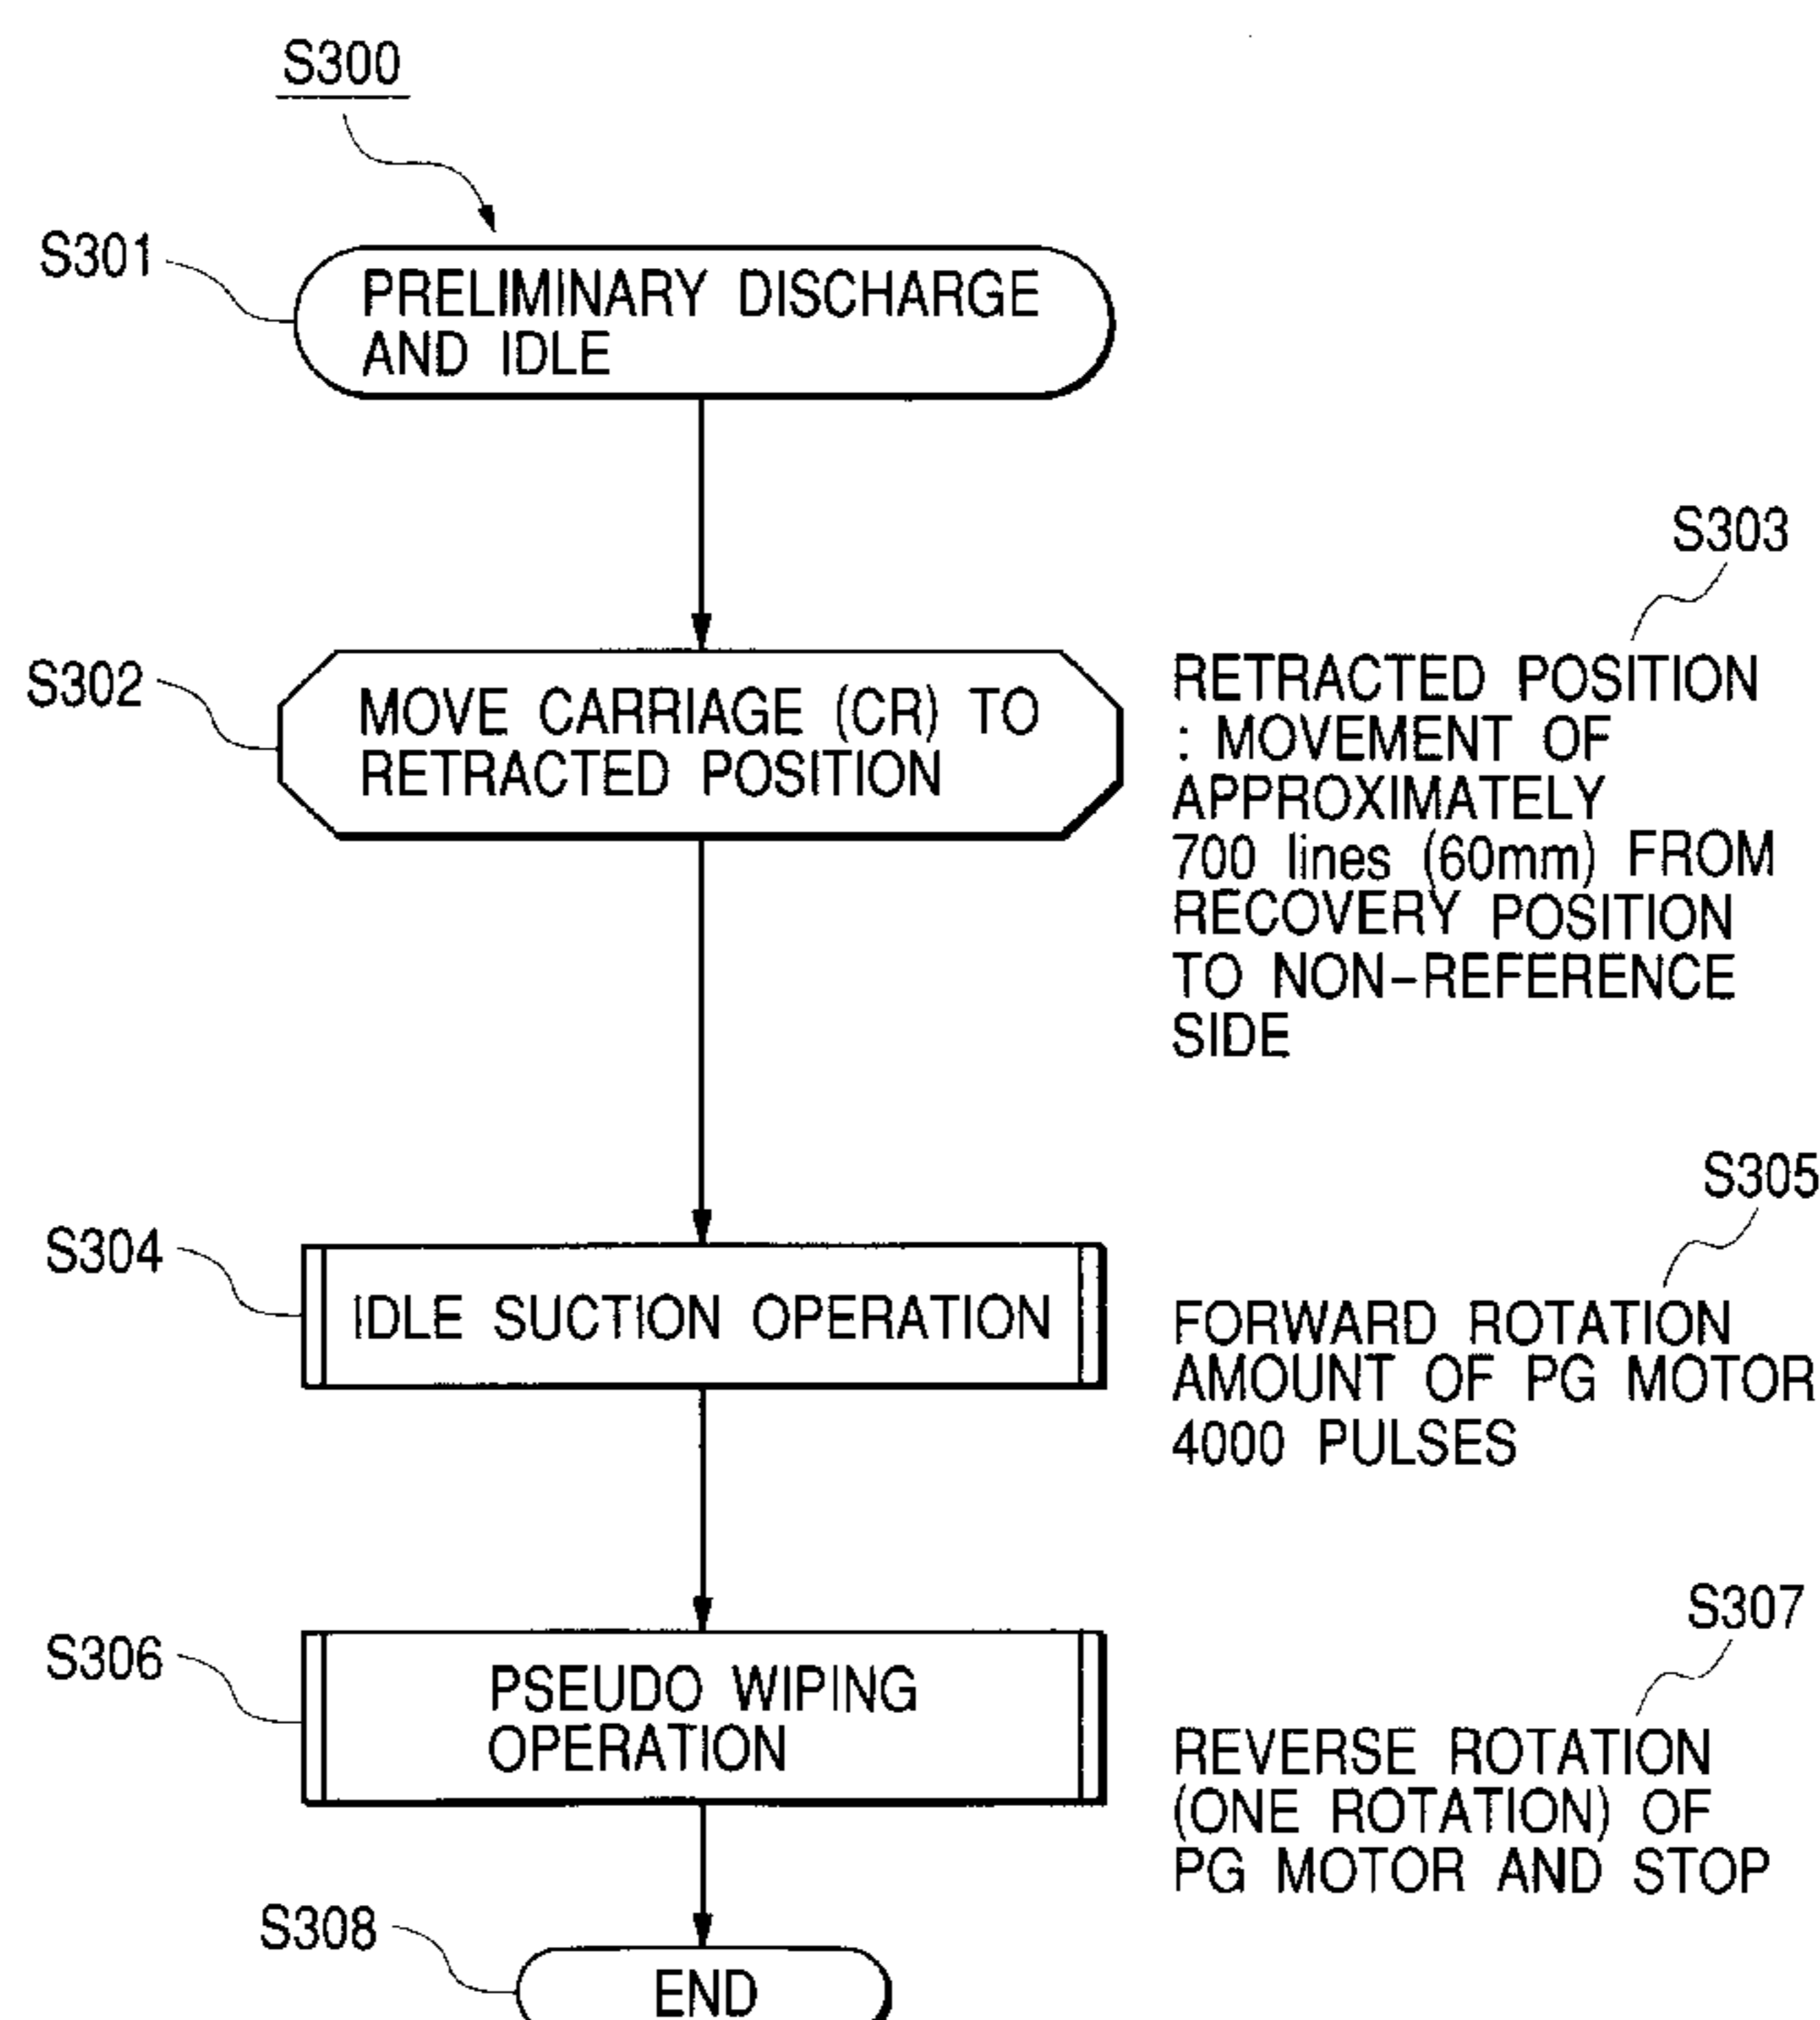 S300
S301
PRELIMINARY DISCHARGE
AND IDLE
S302
MOVE CARRIAGE (CR) TO
RETRACTED POSITION
S303
RETRACTED POSITION
: MOVEMENT OF
APPROXIMATELY
700 lines (60mm) FROM
RECOVERY POSITION
TO NON-REFERENCE
SIDE
S304
IDLE SUCTION OPERATION
S305
FORWARD ROTATION
AMOUNT OF PG MOTOR
4000 PULSES
S306
PSEUDO WIPING
OPERATION
S307
REVERSE ROTATION
(ONE ROTATION) OF
PG MOTOR AND STOP
S308
END